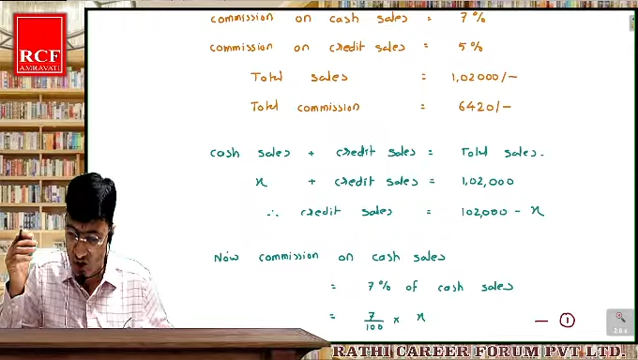 RCF
AMRAVATI
commission on cash sales = 7%
commission on credit sales = 5%
Total sales = 1,02000/-
Total commission = 6420/-
cash sales + credit sales = Total sales.
x + credit sales = 1,02,000
∴ credit sales = 102,000 - x
Now commission on cash sales
= 7% of cash sales
= 7/100 × x — ①
RATHI CAREER FORUM PVT LTD.